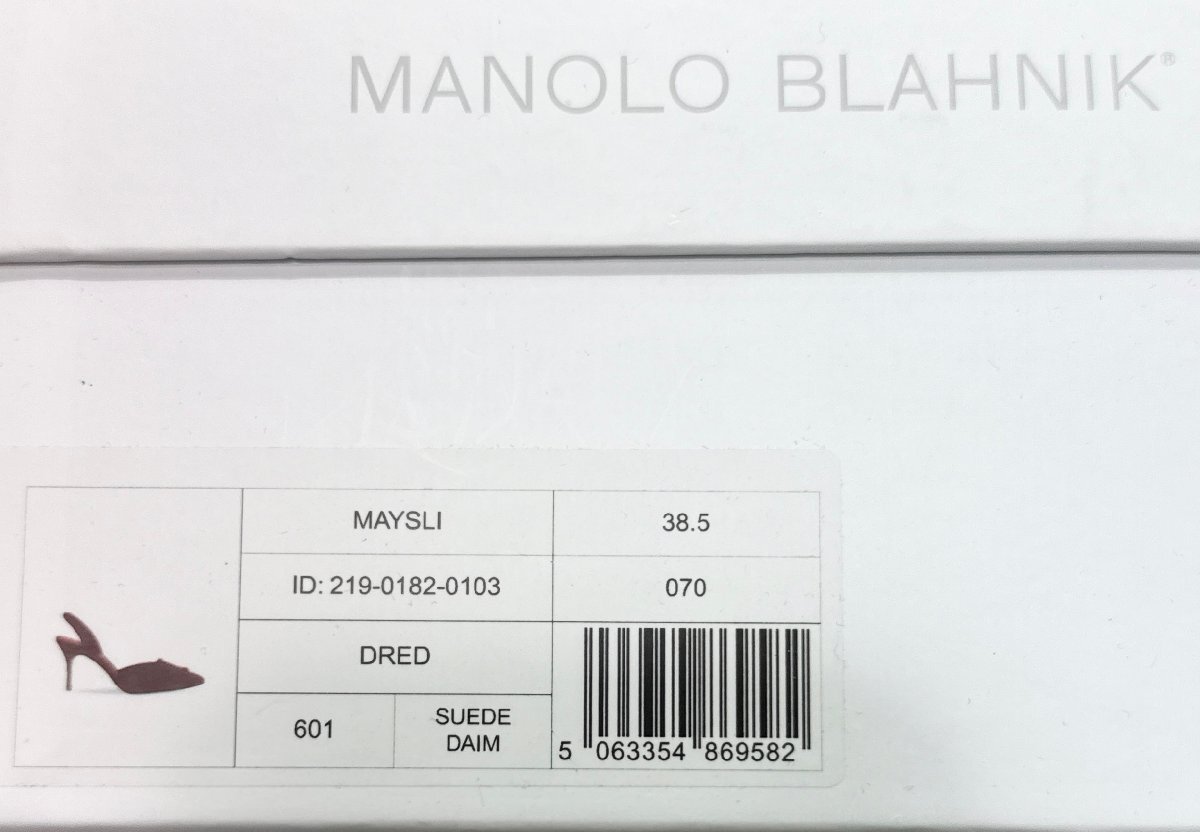 MANOLO BLAHNIK®
MAYSLI
38.5
ID: 219-0182-0103
070
DRED
601
SUEDE
DAIM
5 063354 869582